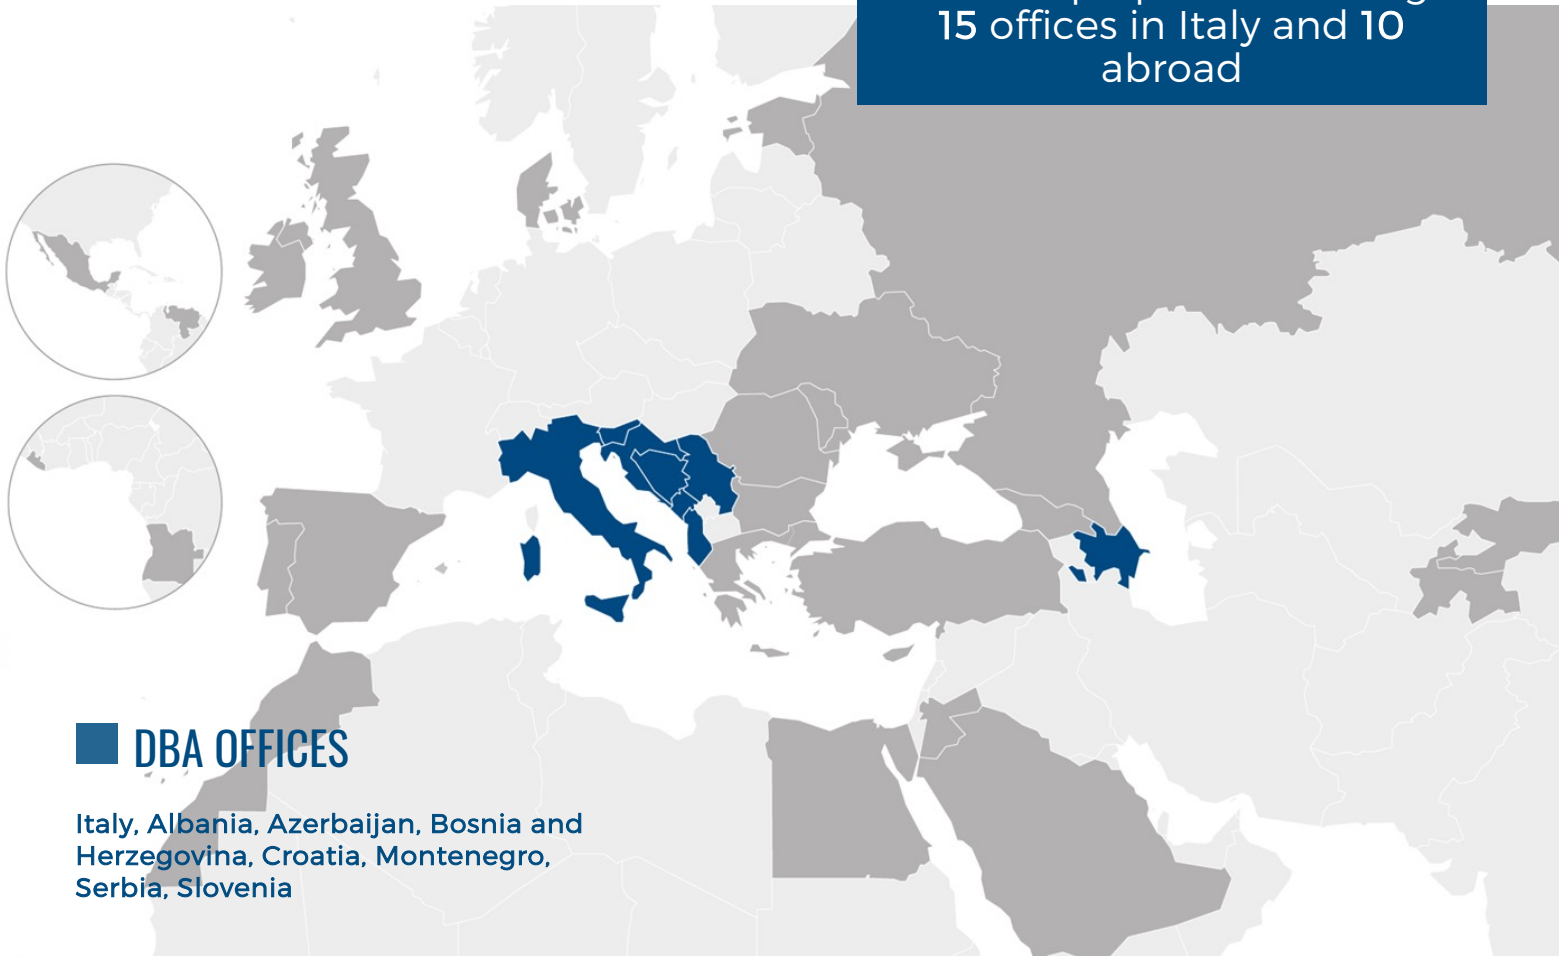 15 offices in Italy and 10
abroad
DBA OFFICES
Italy, Albania, Azerbaijan, Bosnia and
Herzegovina, Croatia, Montenegro,
Serbia, Slovenia